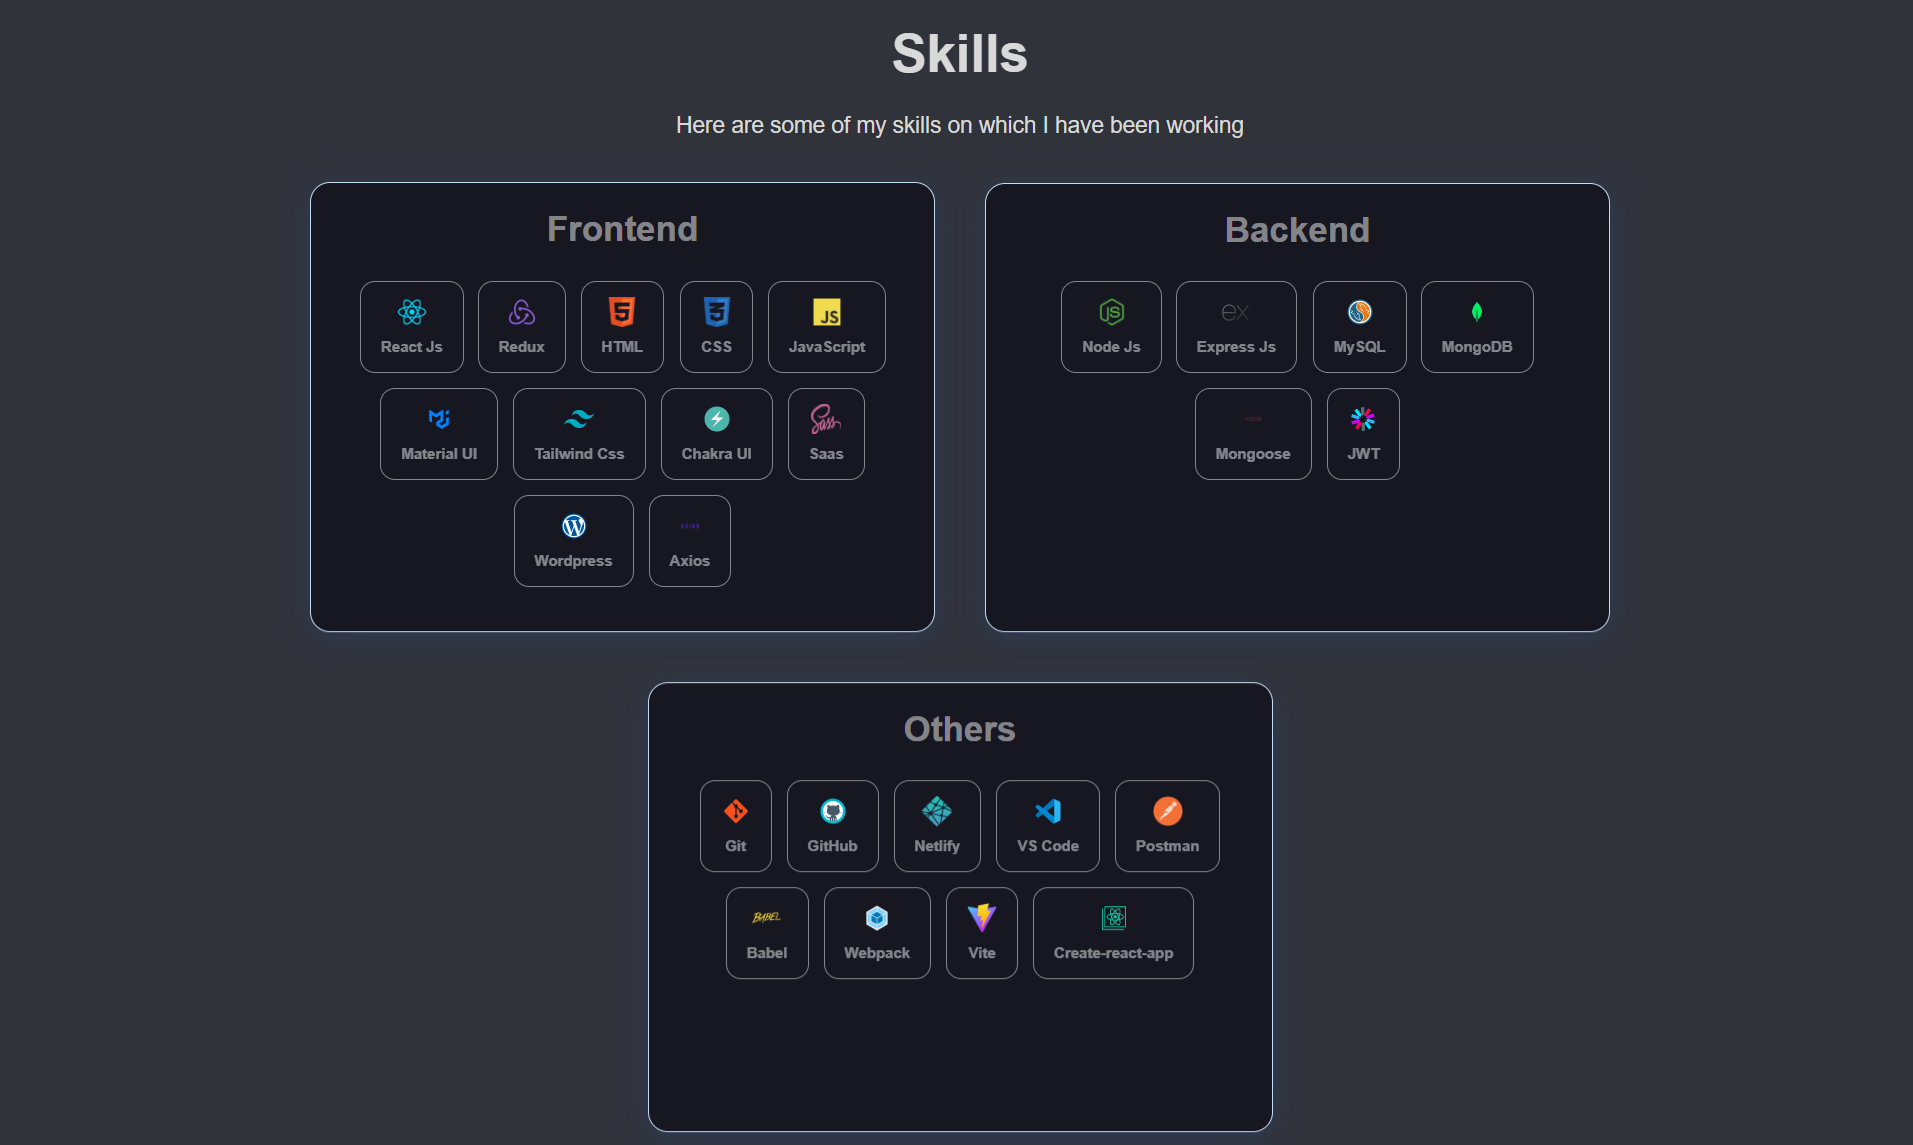 Skills
Here are some of my skills on which I have been working
Frontend
React Js
Redux
HTML
CSS
JS
JavaScript
Material UI
Tailwind Css
Chakra UI
Sass
Saas
Wordpress
AXIOS
Axios
Backend
JS
Node Js
ex
Express Js
MySQL
MongoDB
Mongoose
JWT
Others
Git
GitHub
Netlify
VS Code
Postman
BABEL
Babel
Webpack
Vite
Create-react-app